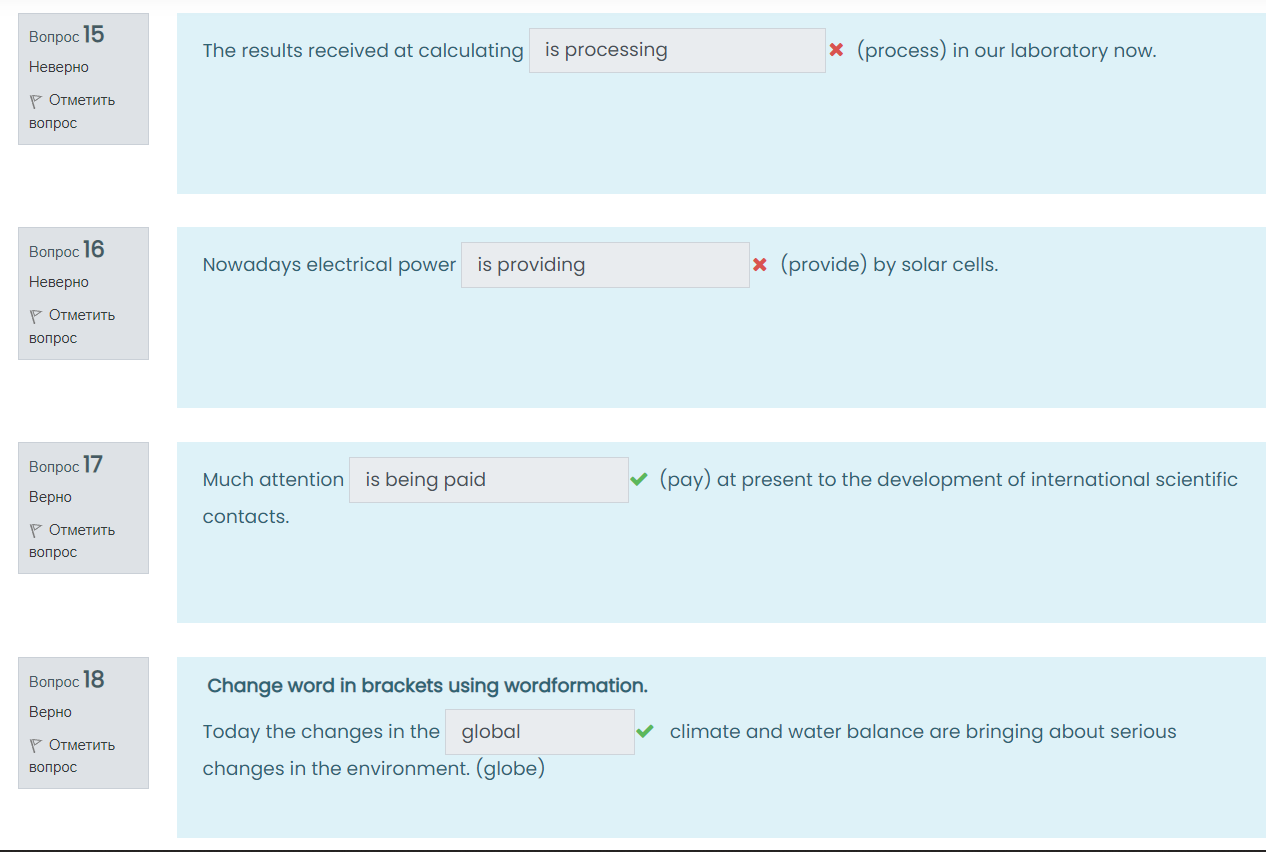 Вопрос 15
Неверно
Отметить
вопрос
The results received at calculating is processing (process) in our laboratory now.
Вопрос 16
Неверно
Отметить
вопрос
Nowadays electrical power is providing (provide) by solar cells.
Вопрос 17
Верно
Отметить
вопрос
Much attention is being paid (pay) at present to the development of international scientific
contacts.
Вопрос 18
Верно
Отметить
вопрос
Change word in brackets using wordformation.
Today the changes in the global climate and water balance are bringing about serious
changes in the environment. (globe)